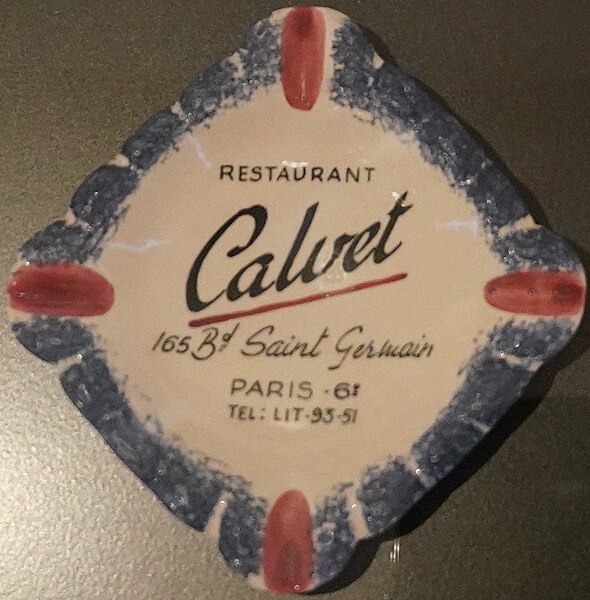 RESTAURANT
Calvet
165 Bd Saint Germain
PARIS - 6e
TEL: LIT-93-51